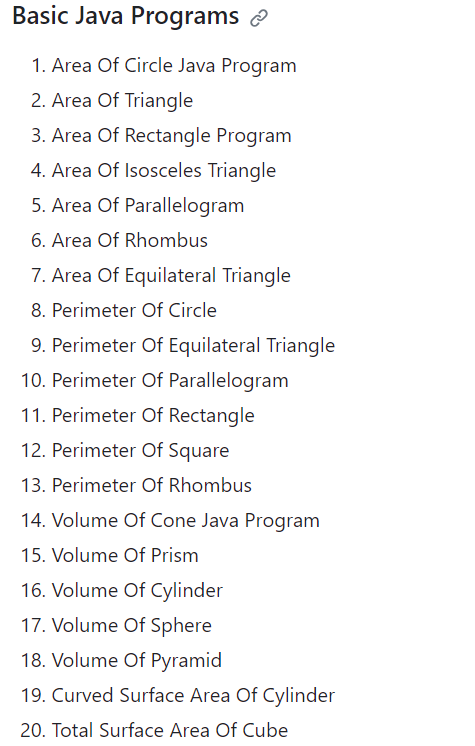 Basic Java Programs
1. Area Of Circle Java Program
2. Area Of Triangle
3. Area Of Rectangle Program
4. Area Of Isosceles Triangle
5. Area Of Parallelogram
6. Area Of Rhombus
7. Area Of Equilateral Triangle
8. Perimeter Of Circle
9. Perimeter Of Equilateral Triangle
10. Perimeter Of Parallelogram
11. Perimeter Of Rectangle
12. Perimeter Of Square
13. Perimeter Of Rhombus
14. Volume Of Cone Java Program
15. Volume Of Prism
16. Volume Of Cylinder
17. Volume Of Sphere
18. Volume Of Pyramid
19. Curved Surface Area Of Cylinder
20. Total Surface Area Of Cube